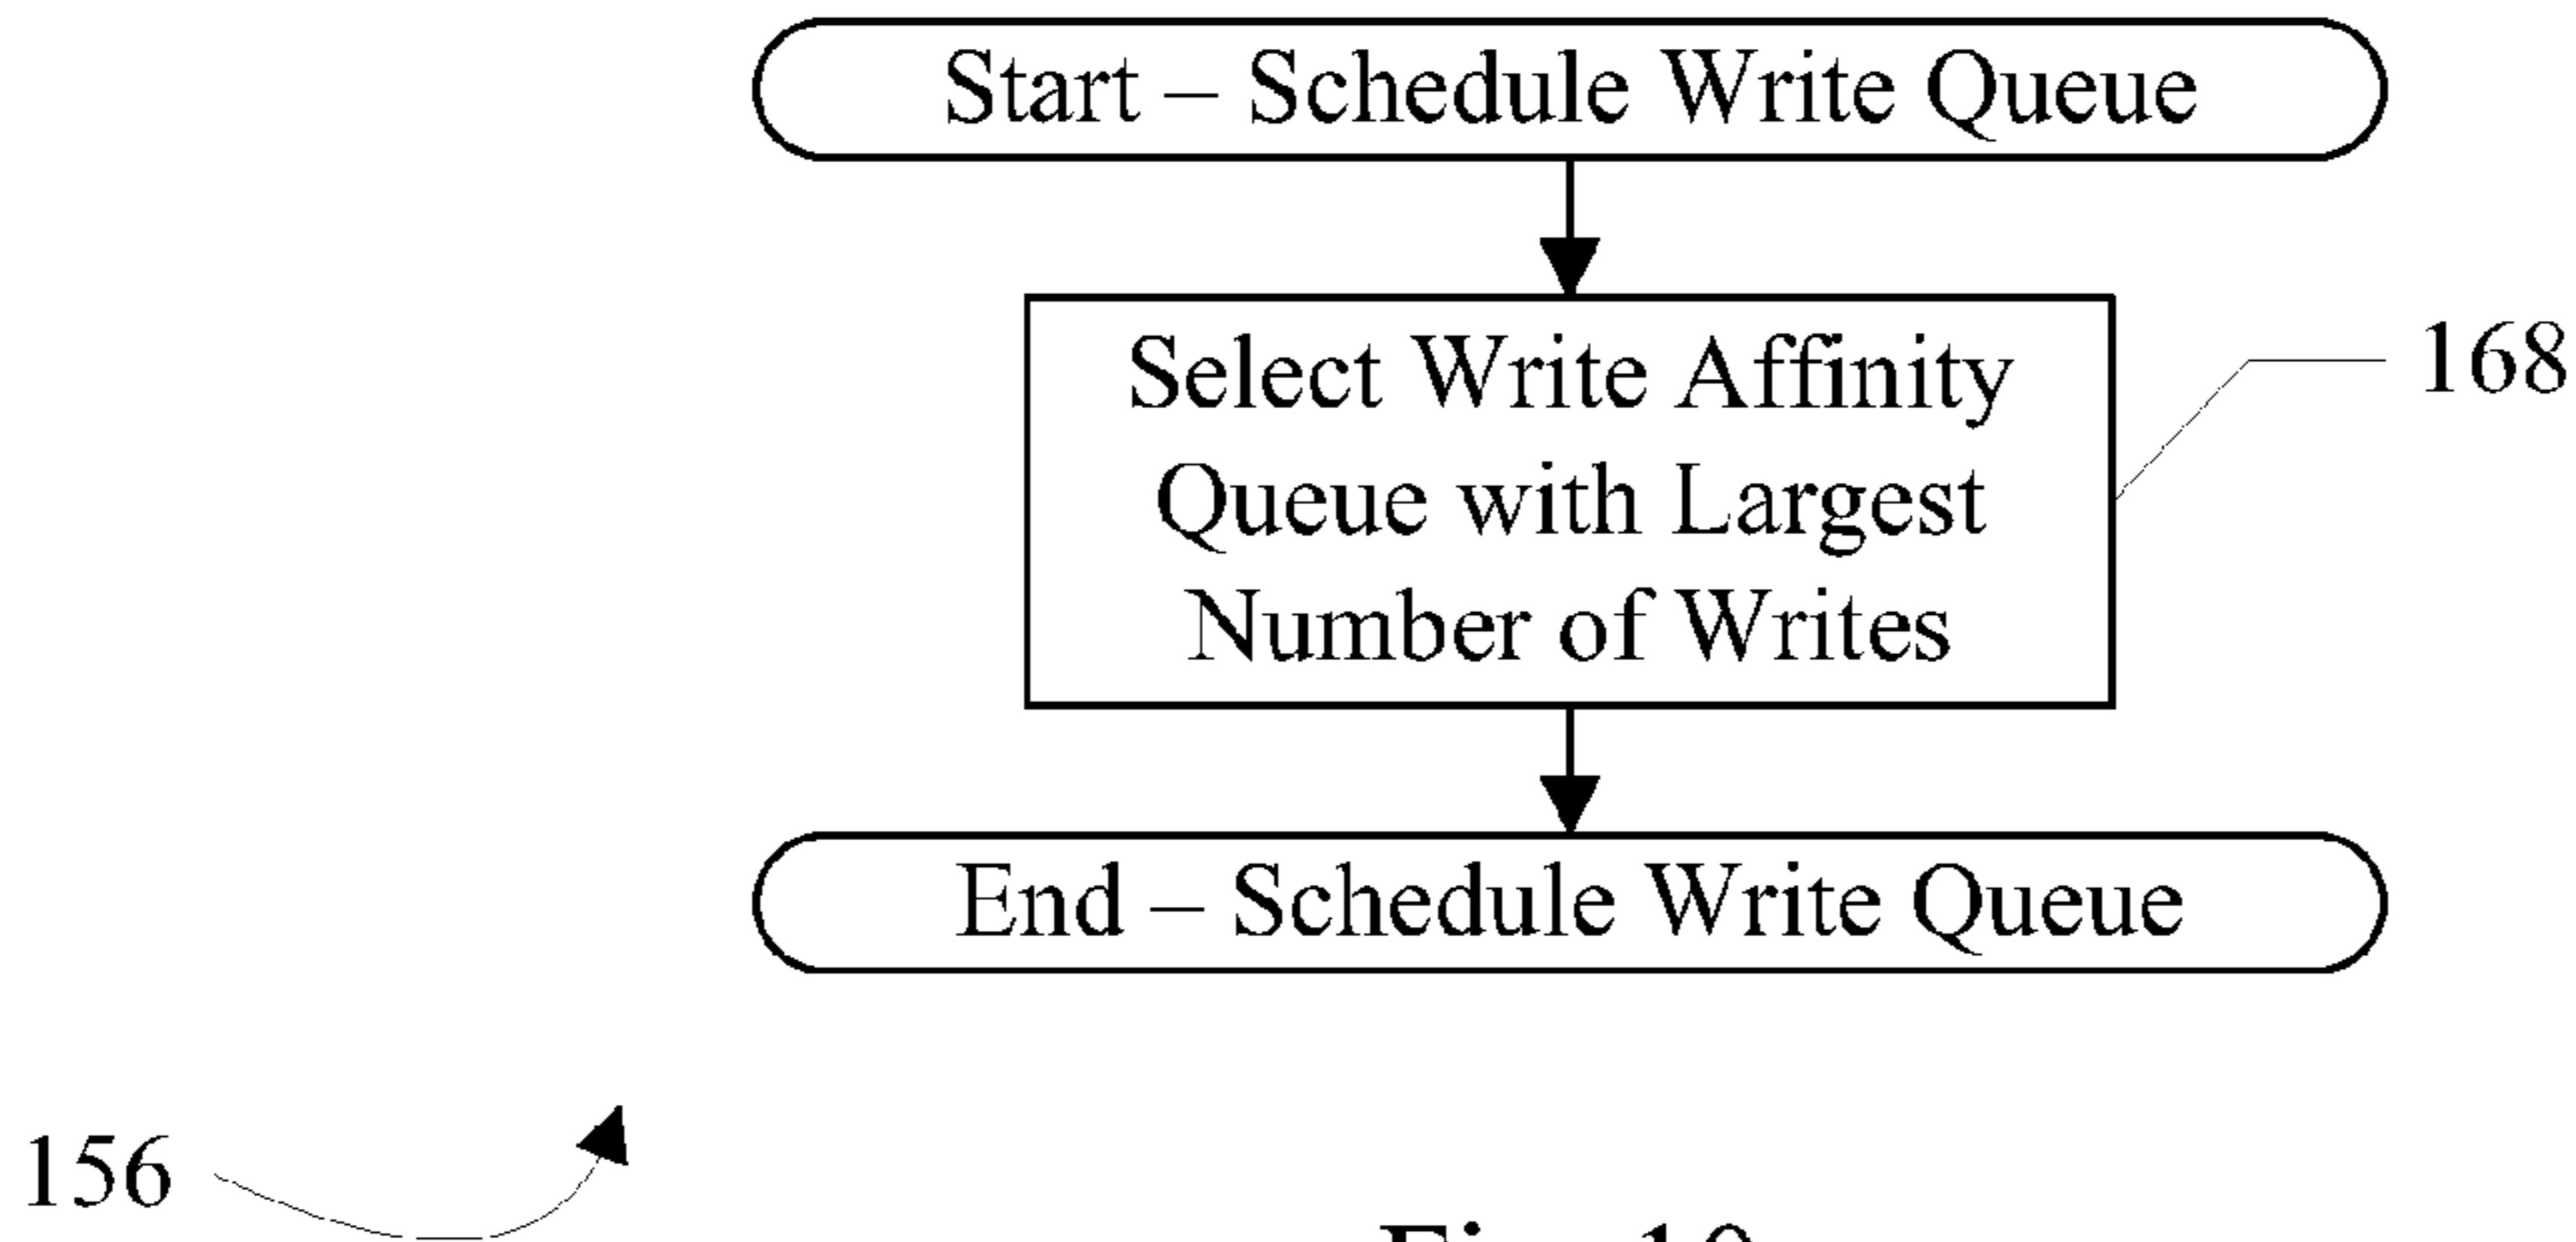 Start – Schedule Write Queue
Select Write Affinity
168
Queue with Largest
Number of Writes
End – Schedule Write Queue
156